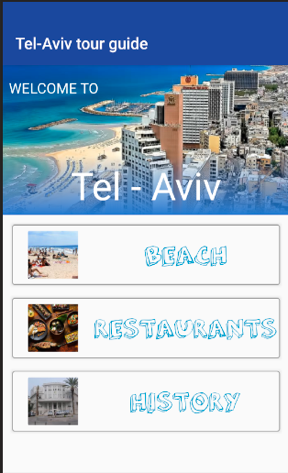 Tel-Aviv tour guide
WELCOME TO
Tel - Aviv
BEACH
RESTAURANTS
HISTORY